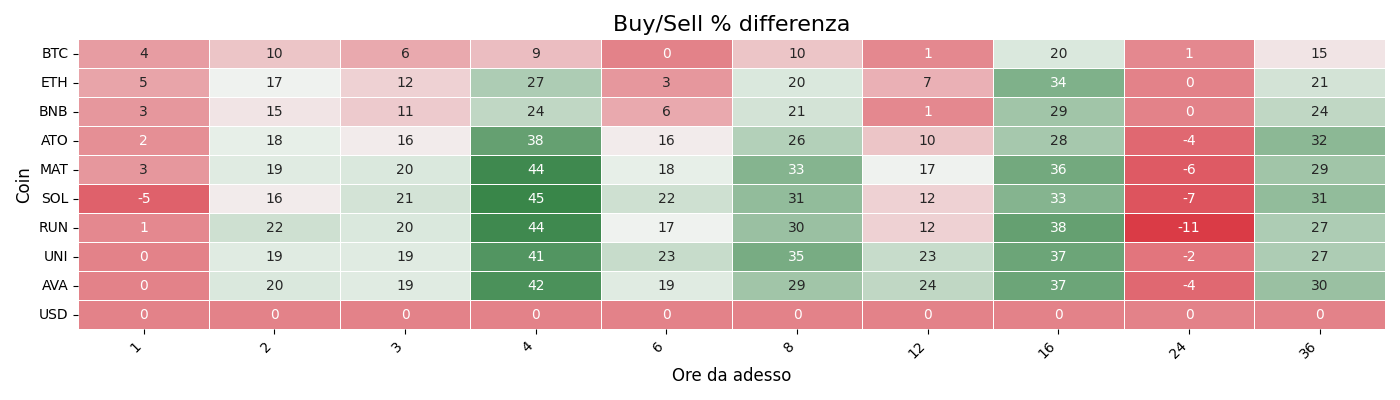 Buy/Sell % differenza
Coin
BTC 4 10 6 9 0 10 1 20 1 15
ETH 5 17 12 27 3 20 7 34 0 21
BNB 3 15 11 24 6 21 1 29 0 24
ATO 2 18 16 38 16 26 10 28 -4 32
MAT 3 19 20 44 18 33 17 36 -6 29
SOL -5 16 21 45 22 31 12 33 -7 31
RUN 1 22 20 44 17 30 12 38 -11 27
UNI 0 19 19 41 23 35 23 37 -2 27
AVA 0 20 19 42 19 29 24 37 -4 30
USD 0 0 0 0 0 0 0 0 0 0
1 2 3 4 6 8 12 16 24 36
Ore da adesso